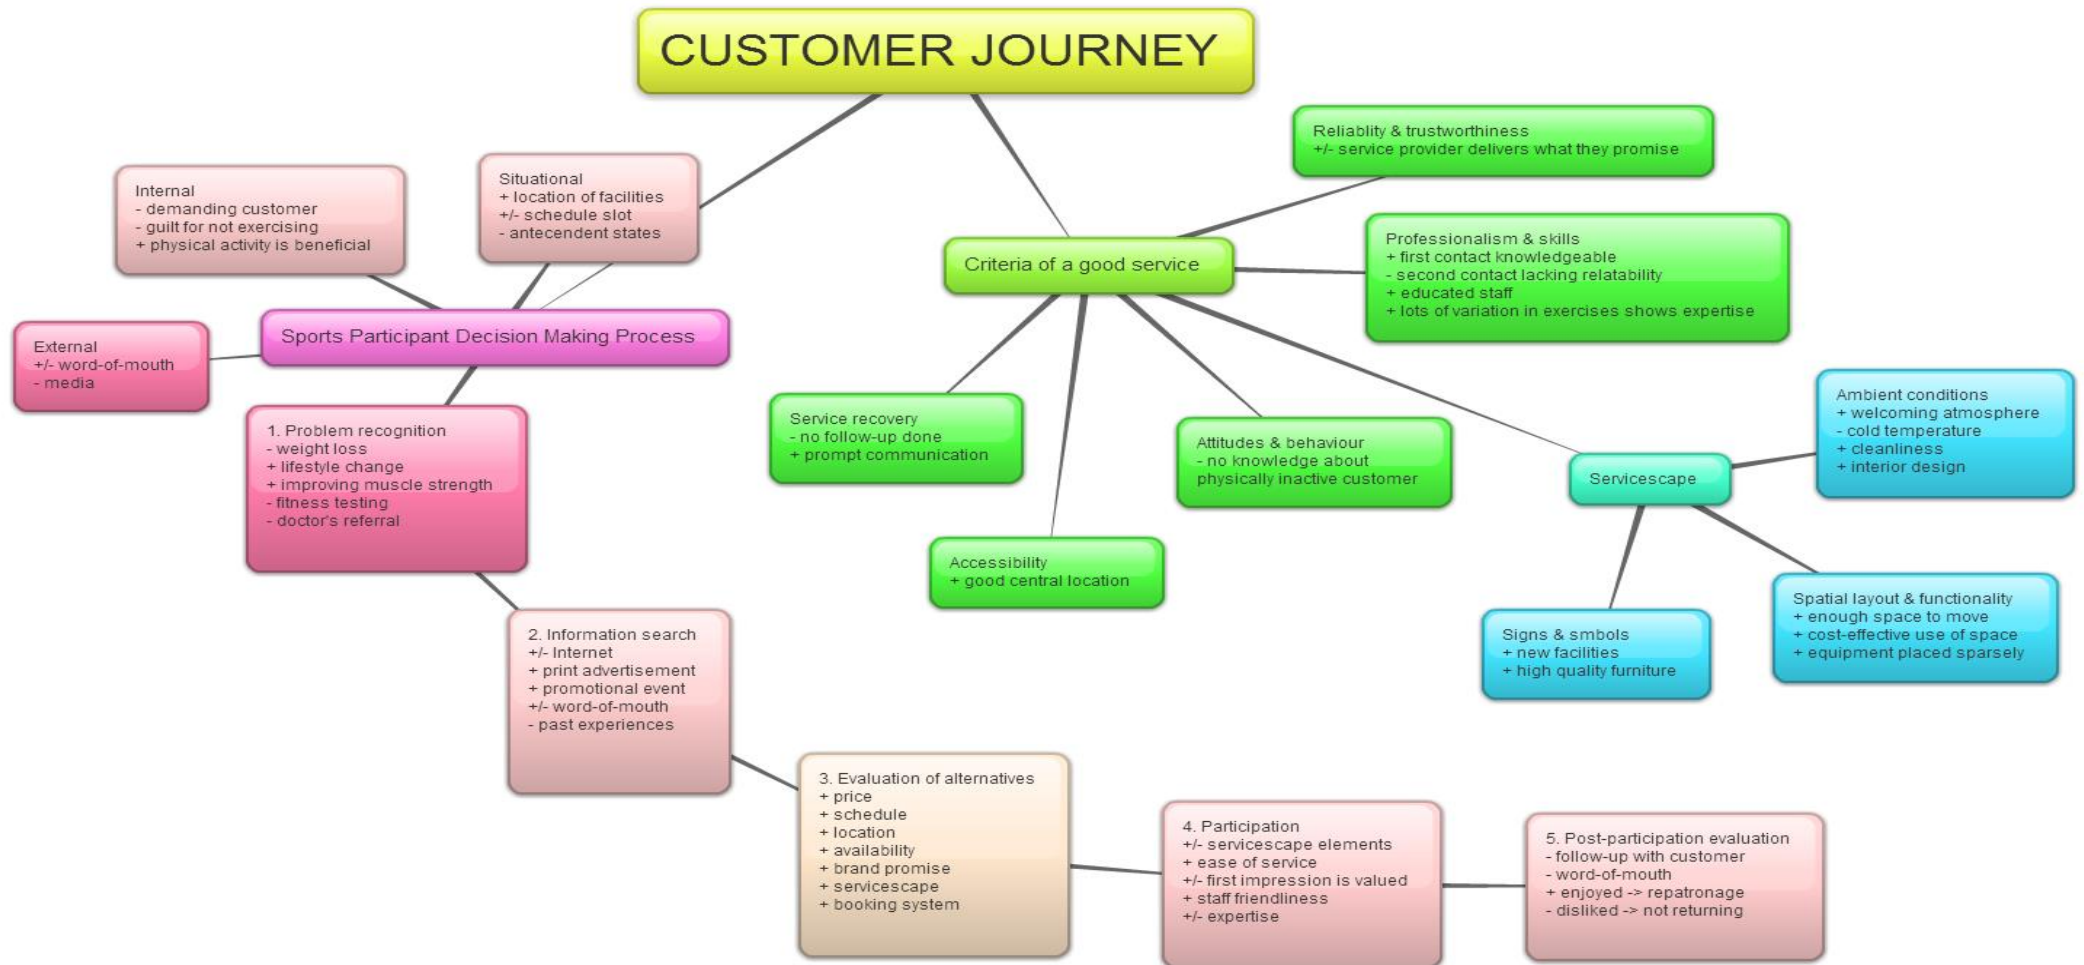 CUSTOMER JOURNEY
Internal
- demanding customer
- guilt for not exercising
+ physical activity is beneficial
Situational
+ location of facilities
+/- schedule slot
- antecendent states
External
+/- word-of-mouth
- media
Sports Participant Decision Making Process
1. Problem recognition
- weight loss
+ lifestyle change
+ improving muscle strength
- fitness testing
- doctor's referral
2. Information search
+/- Internet
+ print advertisement
+ promotional event
+/- word-of-mouth
- past experiences
3. Evaluation of alternatives
+ price
+ schedule
+ location
+ availability
+ brand promise
+ servicescape
+ booking system
4. Participation
+/- servicescape elements
+ ease of service
+/- first impression is valued
+ staff friendliness
+/- expertise
5. Post-participation evaluation
- follow-up with customer
- word-of-mouth
+ enjoyed -> repatronage
- disliked -> not returning
Criteria of a good service
Reliablity & trustworthiness
+/- service provider delivers what they promise
Professionalism & skills
+ first contact knowledgeable
- second contact lacking relatability
+ educated staff
+ lots of variation in exercises shows expertise
Service recovery
- no follow-up done
+ prompt communication
Accessibility
+ good central location
Attitudes & behaviour
- no knowledge about
physically inactive customer
Servicescape
Ambient conditions
+ welcoming atmosphere
- cold temperature
+ cleanliness
+ interior design
Signs & smbols
+ new facilities
+ high quality furniture
Spatial layout & functionality
+ enough space to move
+ cost-effective use of space
+ equipment placed sparsely